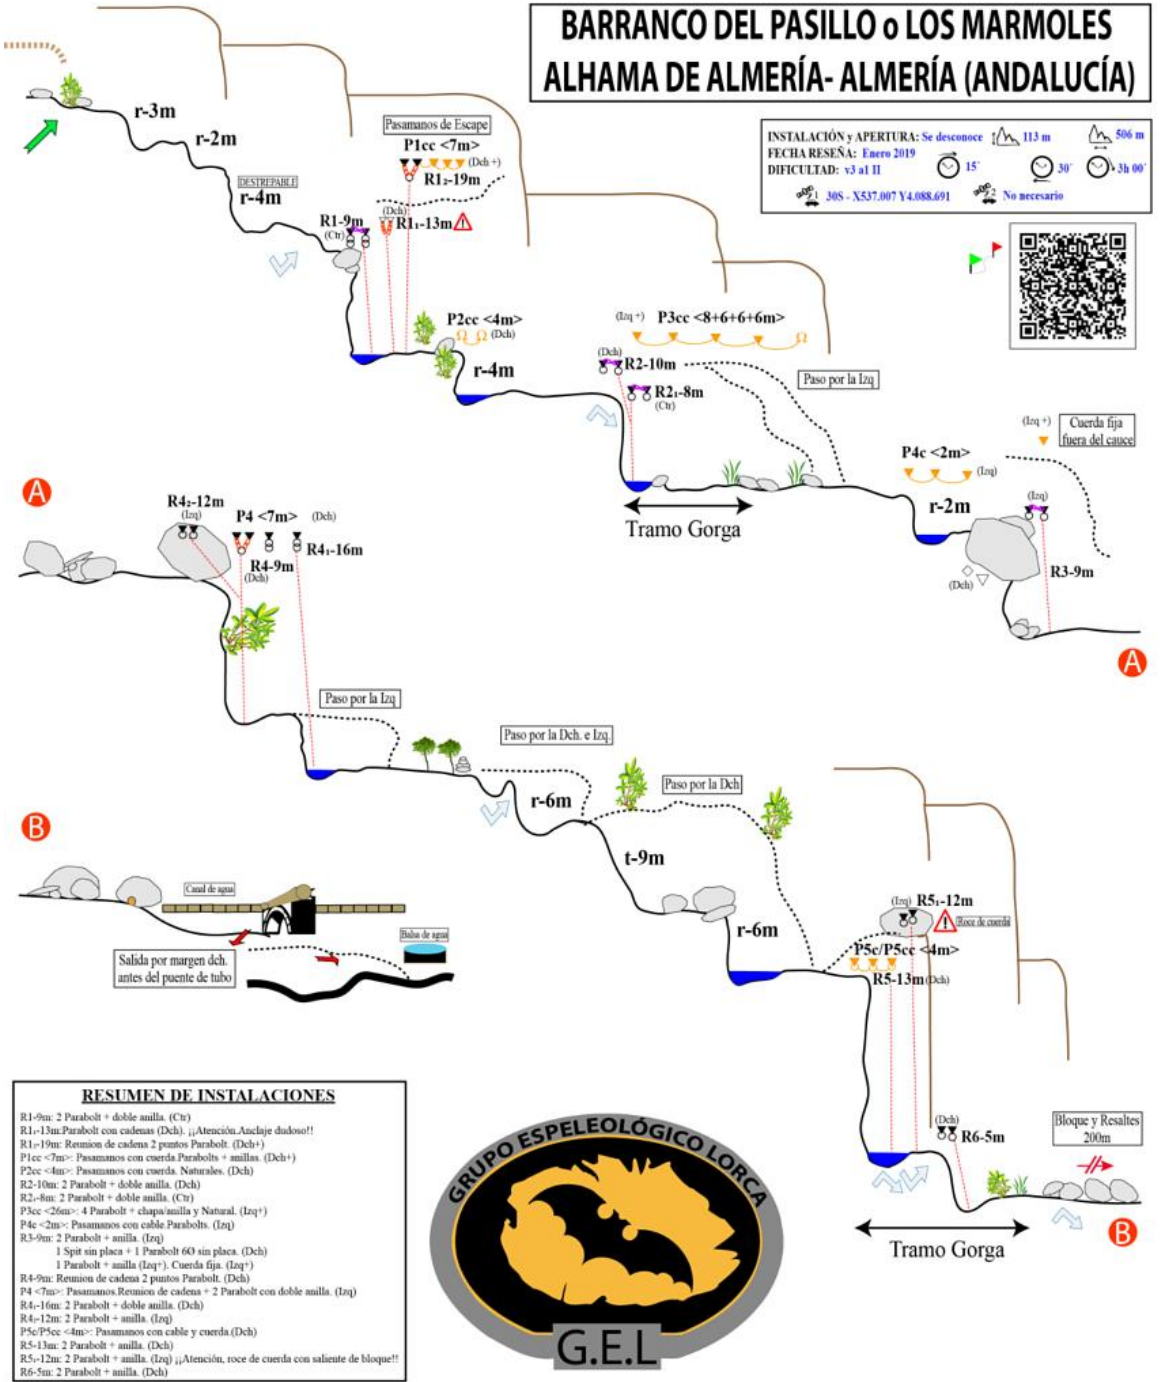 BARRANCO DEL PASILLO o LOS MARMOLES
ALHAMA DE ALMERÍA- ALMERÍA (ANDALUCÍA)
INSTALACIÓN y APERTURA: Se desconoce 113 m 506 m
FECHA RESEÑA: Enero 2019 15´ 30´ 3h 00´
DIFICULTAD: v3 a1 II
30S - X537.007 Y4.088.691 No necesario
r-3m
r-2m
DESTREPABLE
r-4m
Pasamanos de Escape
P1cc <7m>
(Dch +)
R1₂-19m
R1-9m
(Ctr)
(Dch)
R1₁-13m
P2cc <4m>
(Dch)
r-4m
(Izq +)
P3cc <8+6+6+6m>
(Dch)
R2-10m
R2₁-8m
(Ctr)
Paso por la Izq
Tramo Gorga
P4c <2m>
(Izq)
r-2m
(Izq +)
Cuerda fija
fuera del cauce
(Izq)
R3-9m
(Dch)
A
A
R4₂-12m
(Izq)
P4 <7m>
(Dch)
R4₁-16m
R4-9m
(Dch)
Paso por la Izq
Paso por la Dch. e Izq.
r-6m
Paso por la Dch
t-9m
r-6m
(Izq)
R5₁-12m
Roce de cuerda
P5c/P5cc <4m>
R5-13m (Dch)
(Dch)
R6-5m
Bloque y Resaltes
200m
Tramo Gorga
B
B
Canal de agua
Balsa de agua
Salida por margen dch.
antes del puente de tubo
RESUMEN DE INSTALACIONES
R1-9m: 2 Parabolt + doble anilla. (Ctr)
R1₁-13m:Parabolt con cadenas (Dch). ¡¡Atención.Anclaje dudoso!!
R1₂-19m: Reunion de cadena 2 puntos Parabolt. (Dch+)
P1cc <7m>: Pasamanos con cuerda.Parabolts + anillas. (Dch+)
P2cc <4m>: Pasamanos con cuerda. Naturales. (Dch)
R2-10m: 2 Parabolt + doble anilla. (Dch)
R2₁-8m: 2 Parabolt + doble anilla. (Ctr)
P3cc <26m>: 4 Parabolt + chapa/anilla y Natural. (Izq+)
P4c <2m>: Pasamanos con cable.Parabolts. (Izq)
R3-9m: 2 Parabolt + anilla. (Izq)
1 Spit sin placa + 1 Parabolt 6O sin placa. (Dch)
1 Parabolt + anilla (Izq+). Cuerda fija. (Izq+)
R4-9m: Reunion de cadena 2 puntos Parabolt. (Dch)
P4 <7m>: Pasamanos.Reunion de cadena + 2 Parabolt con doble anilla. (Izq)
R4₁-16m: 2 Parabolt + doble anilla. (Dch)
R4₂-12m: 2 Parabolt + anilla. (Izq)
P5c/P5cc <4m>: Pasamanos con cable y cuerda.(Dch)
R5-13m: 2 Parabolt + anilla. (Dch)
R5₁-12m: 2 Parabolt + anilla. (Izq) ¡¡Atención, roce de cuerda con saliente de bloque!!
R6-5m: 2 Parabolt + anilla. (Dch)
GRUPO ESPELEOLÓGICO LORCA
G.E.L